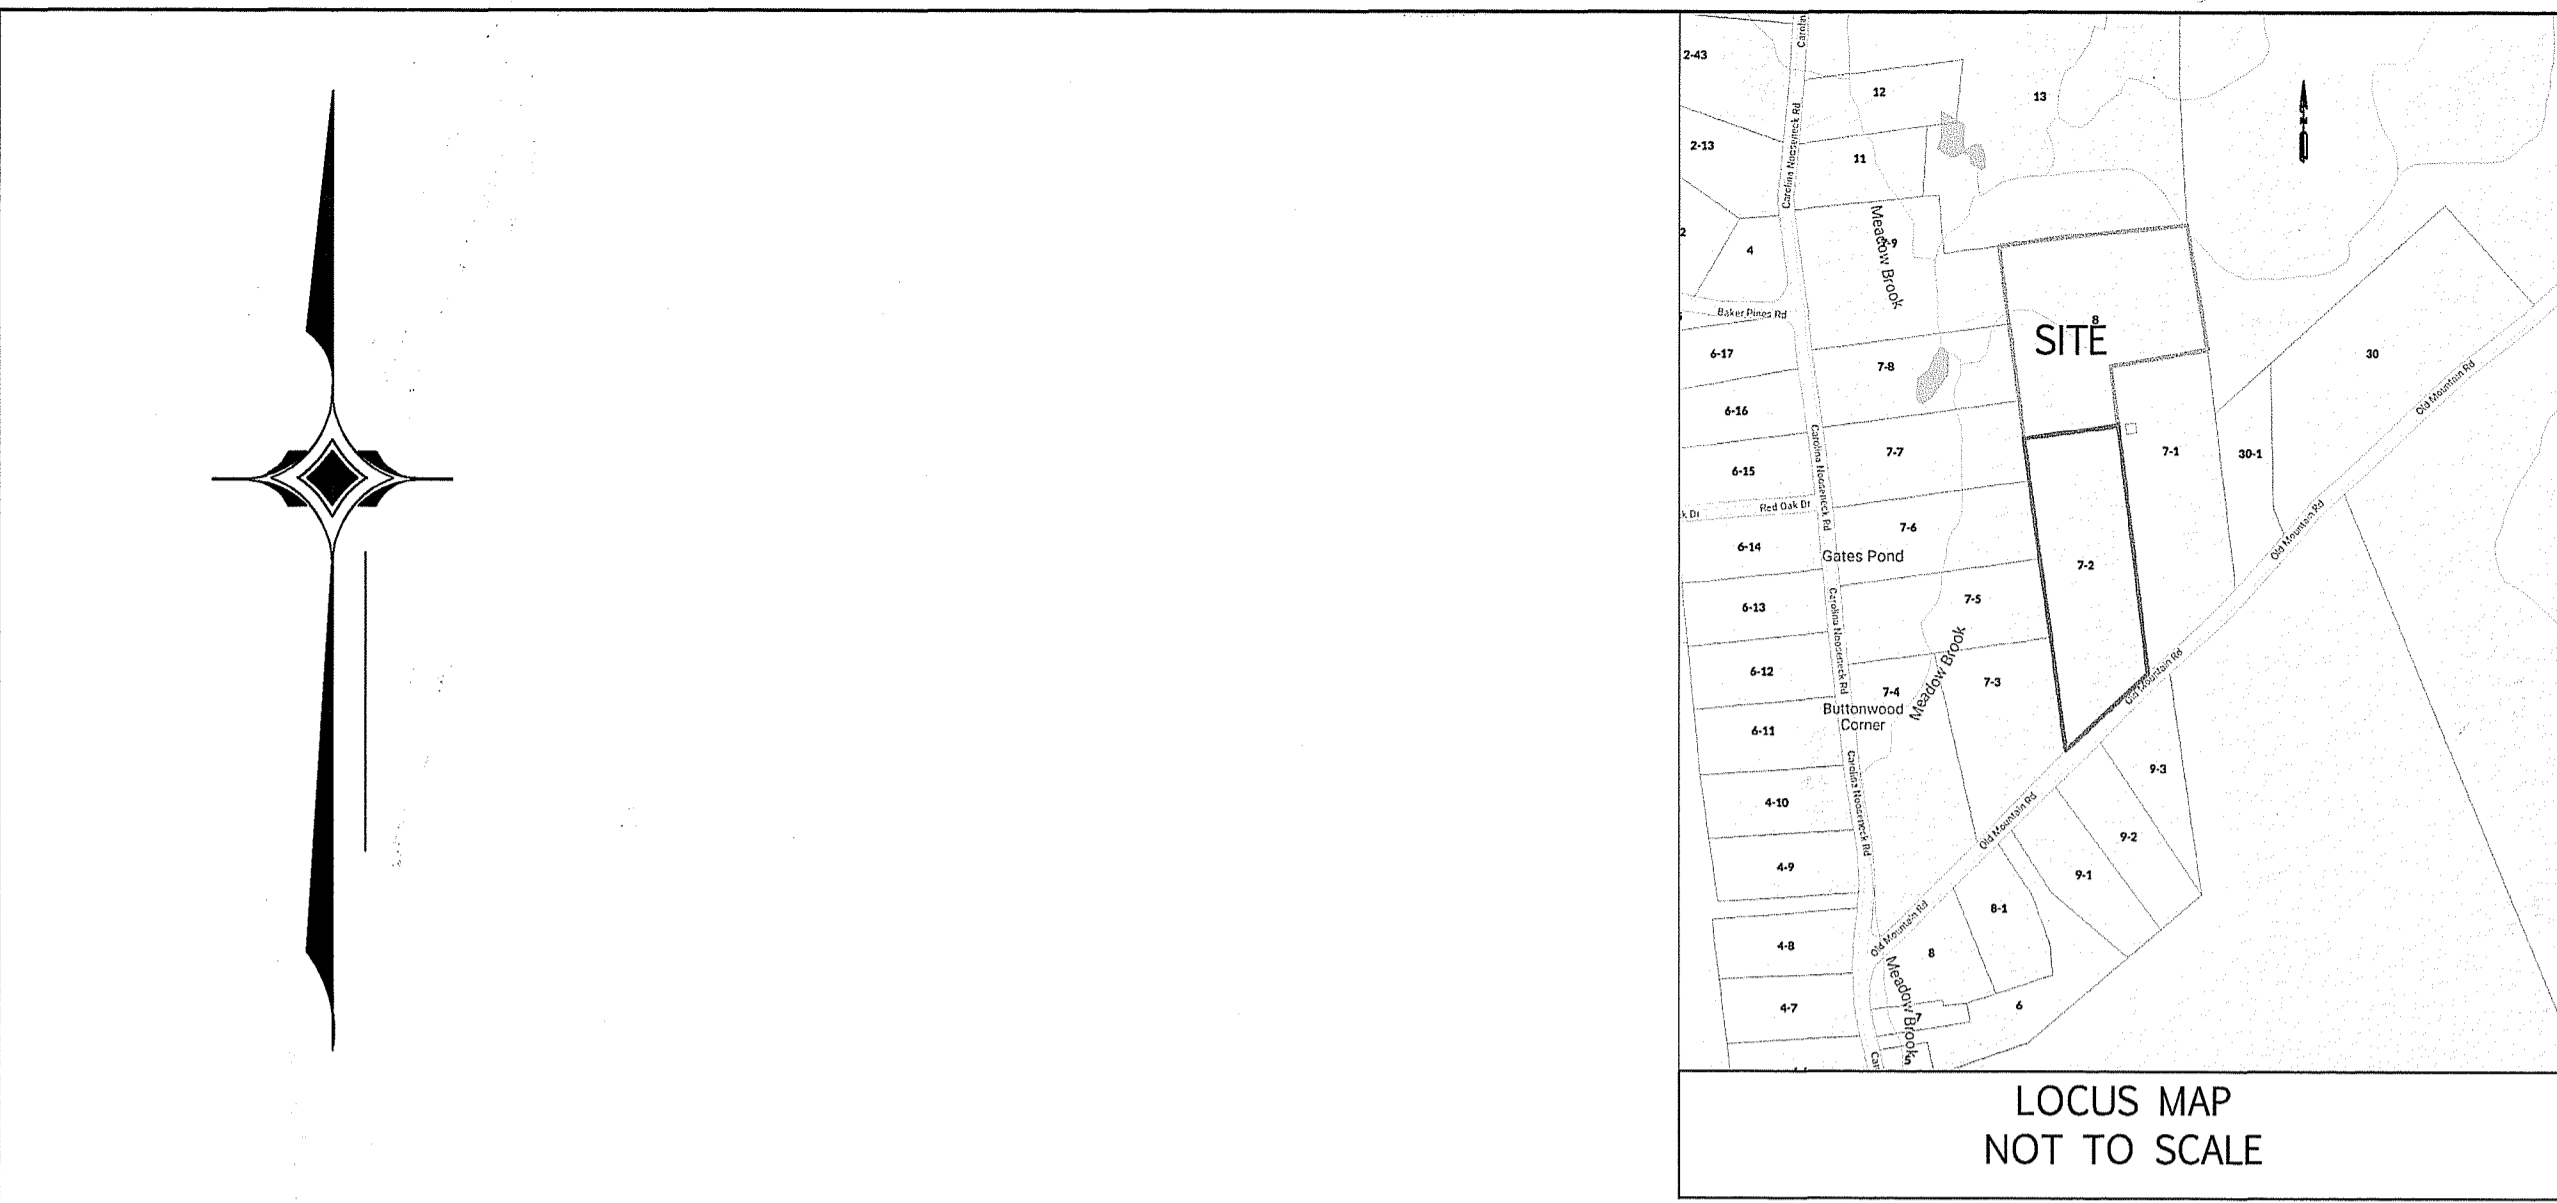 2-43
Carolin
12
13
2-13
Carolina Nooseneck Rd
11
2
4
Meadow Brook
8
SITE
Baker Pines Rd
6-17
7-8
30
Old Mountain Rd
6-16
Carolina Nooseneck Rd
7-7
7-1
30-1
6-15
k Dr
Red Oak Dr
7-6
Old Mountain Rd
6-14
Gates Pond
7-2
6-13
Carolina Nooseneck Rd
7-5
6-12
Meadow Brook
7-4
7-3
Old Mountain Rd
Buttonwood
Corner
6-11
Carolina Nooseneck Rd
9-3
4-10
Old Mountain Rd
9-2
4-9
9-1
8-1
Old Mountain Rd
4-8
8
Meadow Brook
4-7
7
6
Car
5
LOCUS MAP
NOT TO SCALE